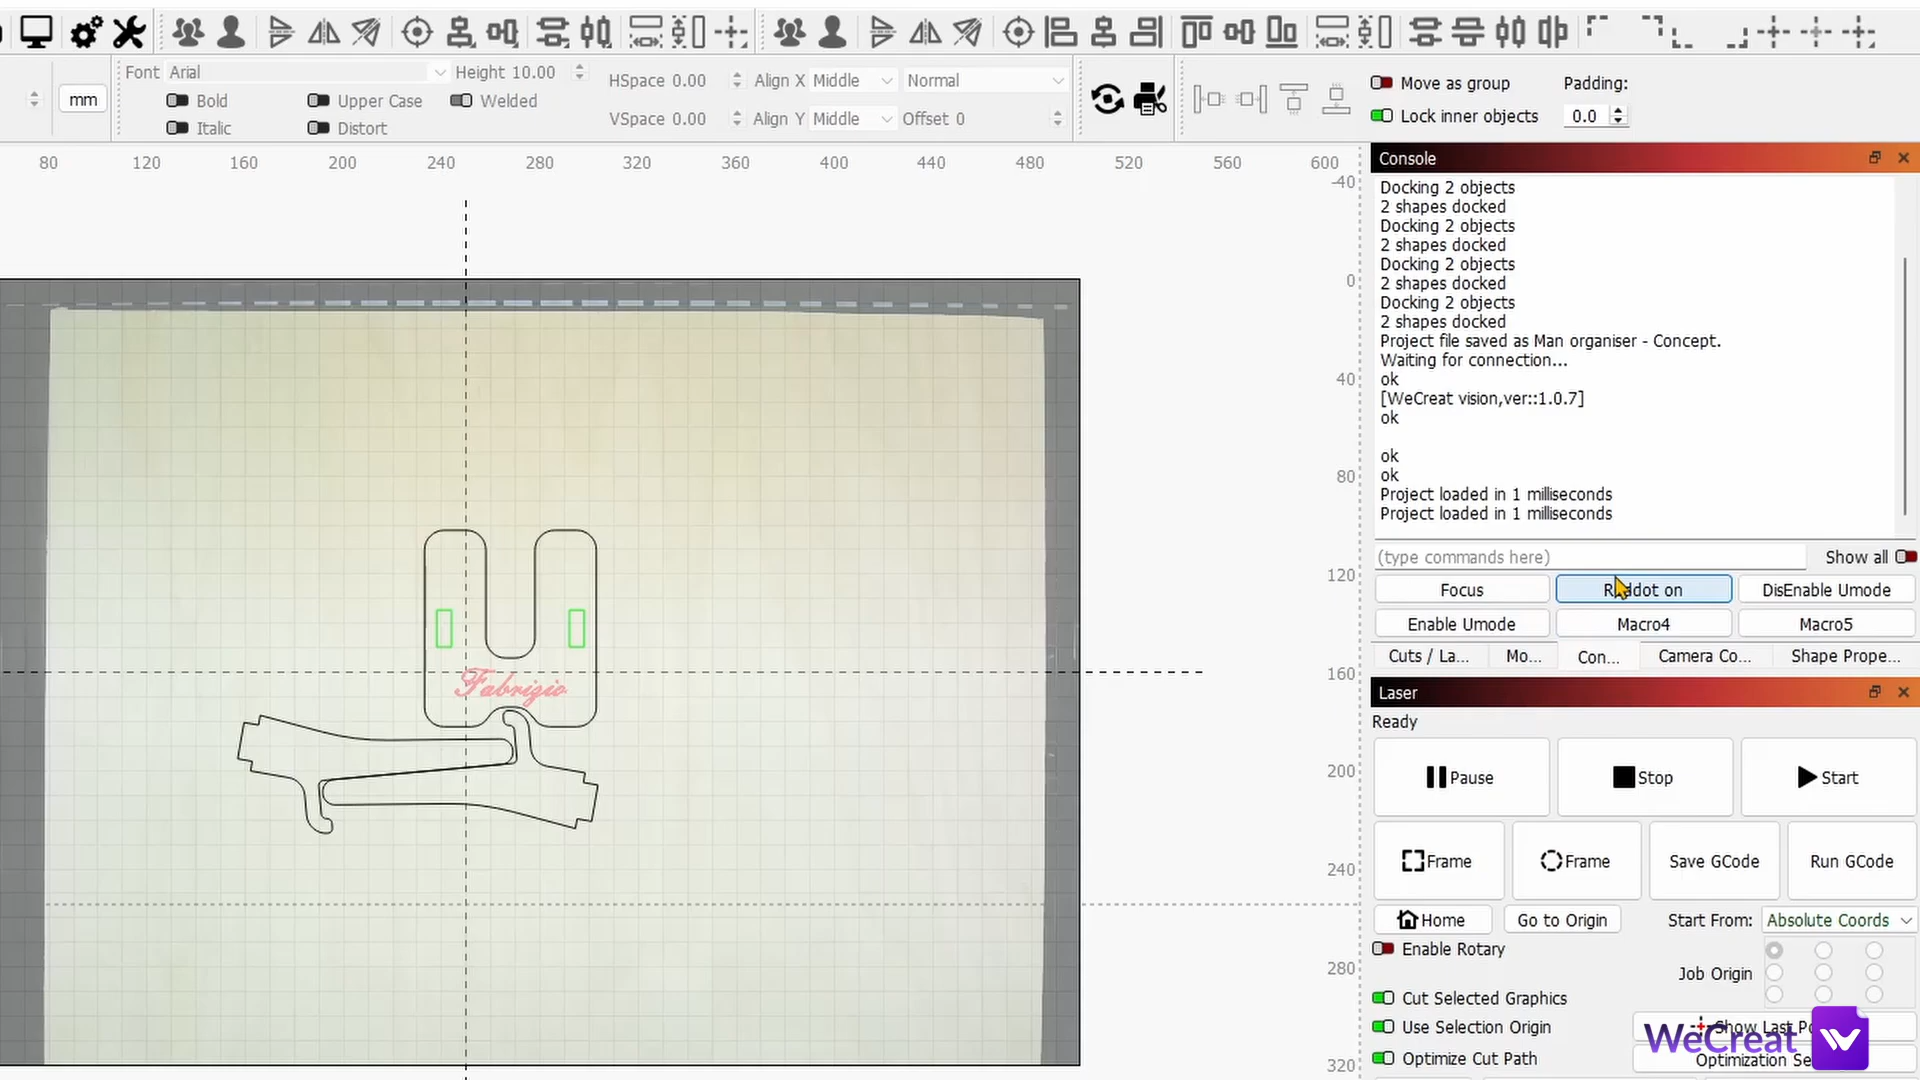 Font Arial
Height 10.00
Bold
Upper Case
Welded
Italic
Distort
mm
HSpace 0.00
Align X Middle
Normal
VSpace 0.00
Align Y Middle
Offset 0
Move as group
Padding:
Lock inner objects
0.0
80 120 160 200 240 280 320 360 400 440 480 520 560 600
-40
0
40
80
120
160
200
240
280
320
Fabrizio
Console
Docking 2 objects
2 shapes docked
Docking 2 objects
2 shapes docked
Docking 2 objects
2 shapes docked
Docking 2 objects
2 shapes docked
Project file saved as Man organiser - Concept.
Waiting for connection...
ok
[WeCreat vision,ver::1.0.7]
ok
ok
ok
Project loaded in 1 milliseconds
Project loaded in 1 milliseconds
(type commands here)
Show all
Focus
on
DisEnable Umode
Enable Umode
Macro4
Macro5
Cuts / La...
Mo...
Con...
Camera Co...
Shape Prope...
Laser
Ready
Pause
Stop
Start
Frame
Frame
Save GCode
Run GCode
Home
Go to Origin
Start From:
Absolute Coords
Enable Rotary
Job Origin
Cut Selected Graphics
Use Selection Origin
Show Last
Optimize Cut Path
Optimization
WeCreat